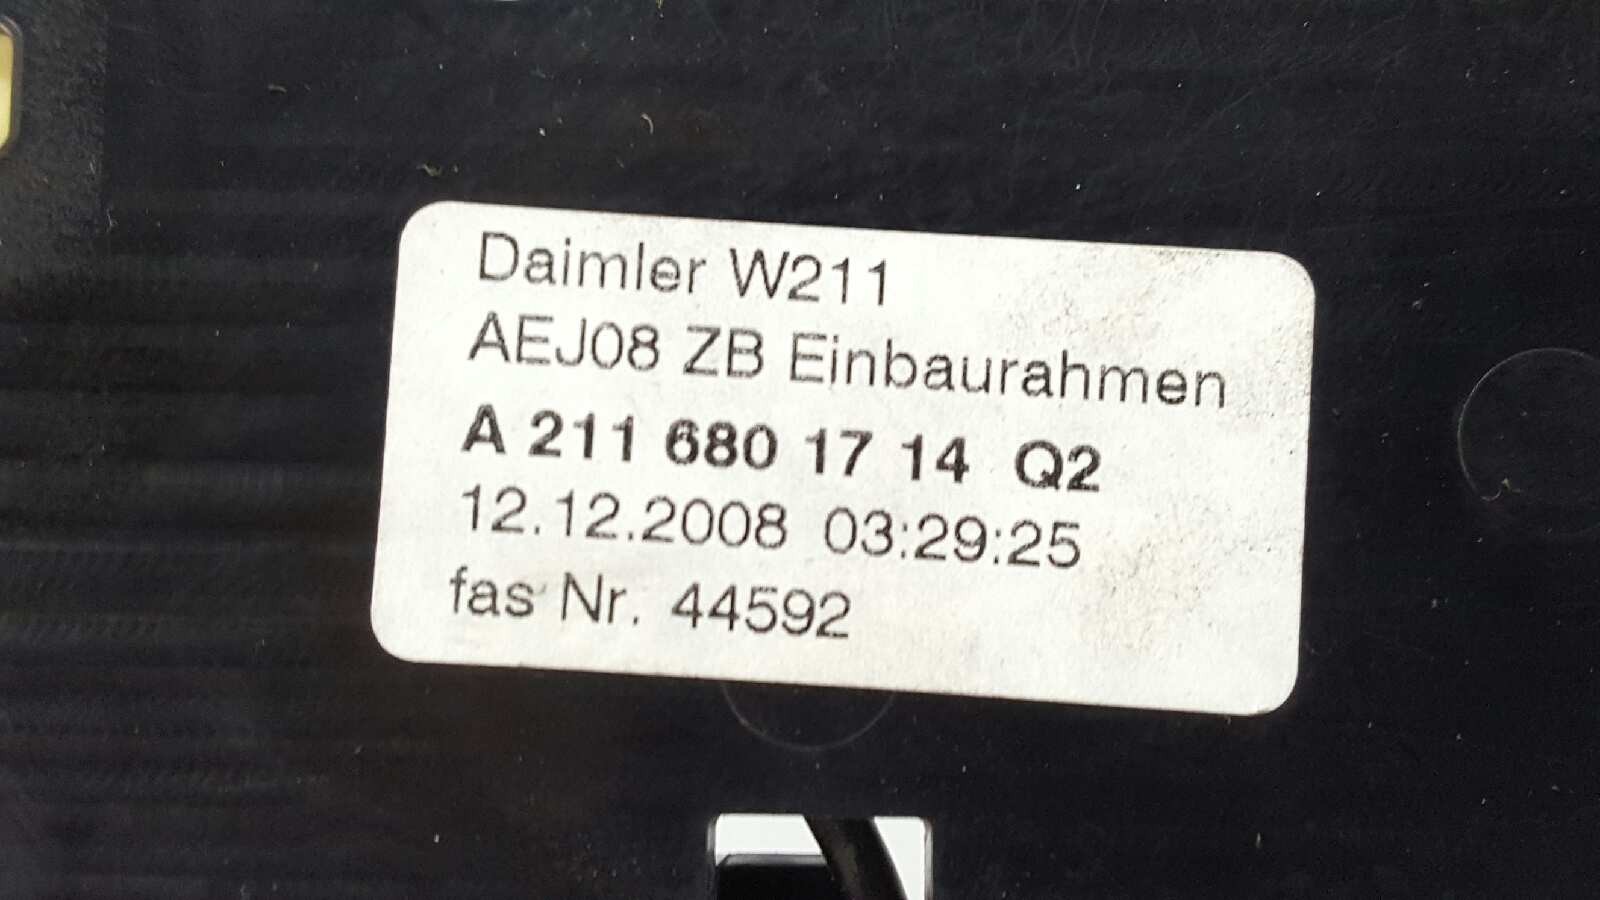 Daimler W211
AEJ08 ZB Einbaurahmen
A 211 680 17 14 Q2
12.12.2008 03:29:25
fas Nr. 44592